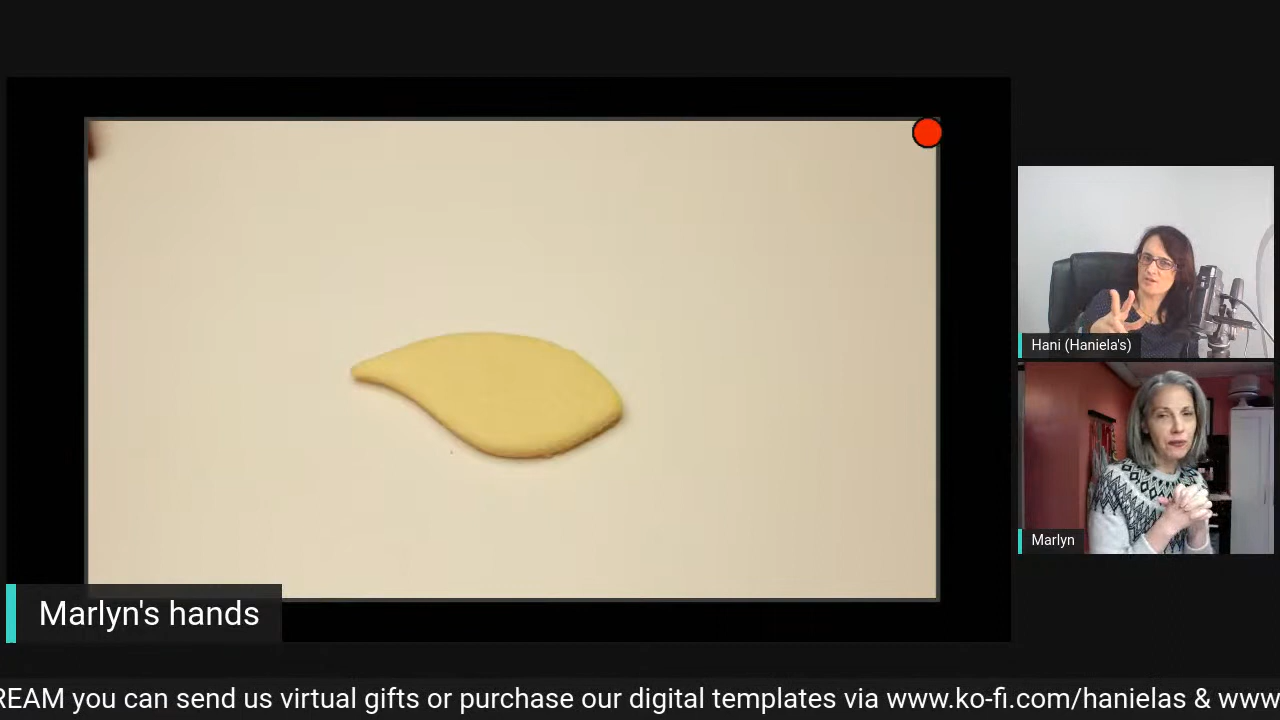 Hani (Haniela's)
Marlyn
Marlyn's hands
REAM you can send us virtual gifts or purchase our digital templates via www.ko-fi.com/hanielas & www